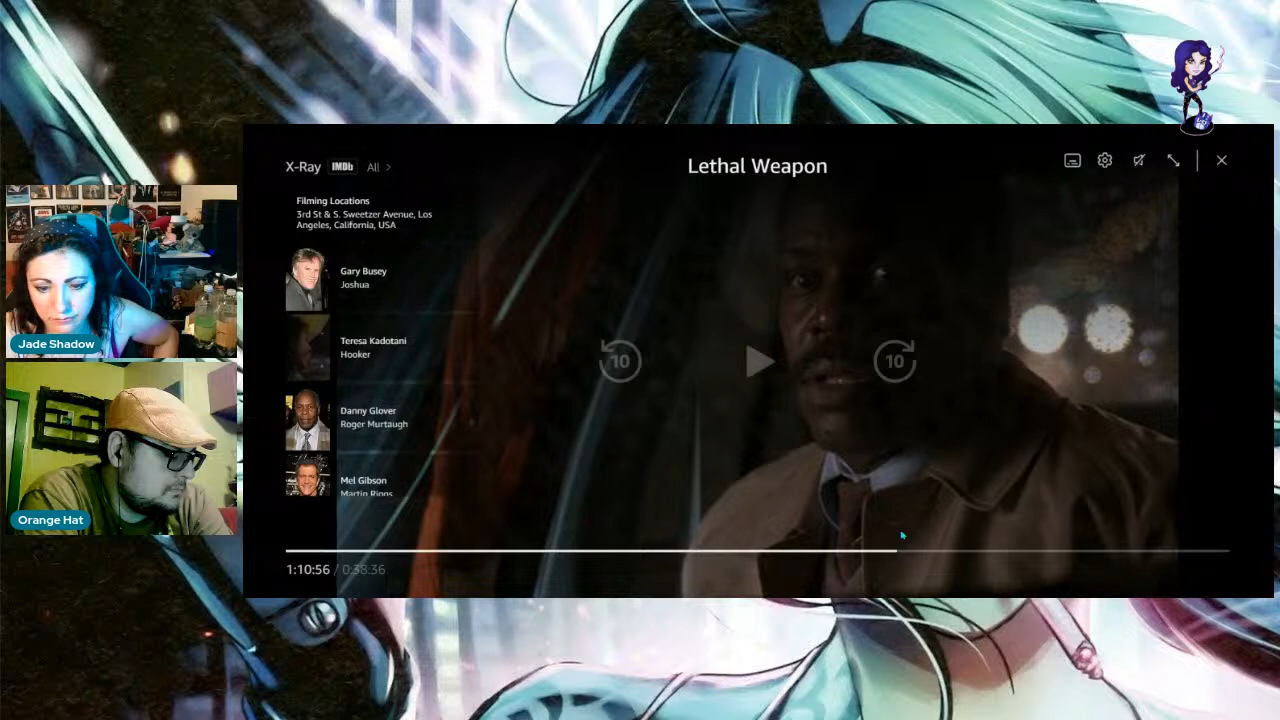 X-Ray IMDb All >
Lethal Weapon
Filming Locations
3rd St & S. Sweetzer Avenue, Los
Angeles, California, USA
Gary Busey
Joshua
Teresa Kadotani
Hooker
Danny Glover
Roger Murtaugh
Mel Gibson
Martin Riggs
10
10
1:10:56 / 0:38:36
Jade Shadow
Orange Hat